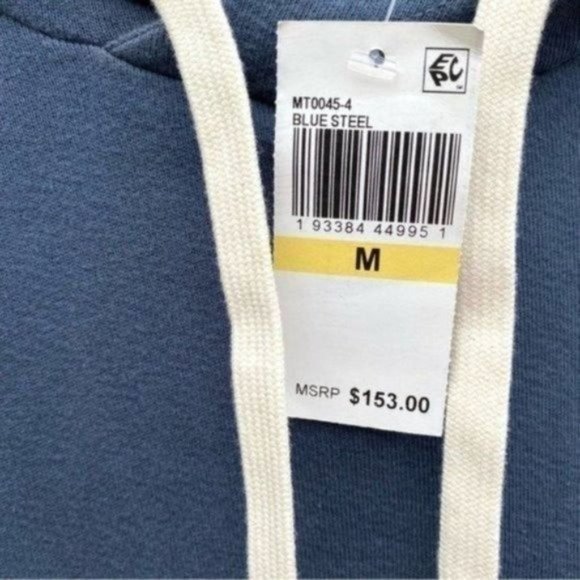 EPC
MT0045-4
BLUE STEEL
1 93384 44995 1
M
MSRP $153.00